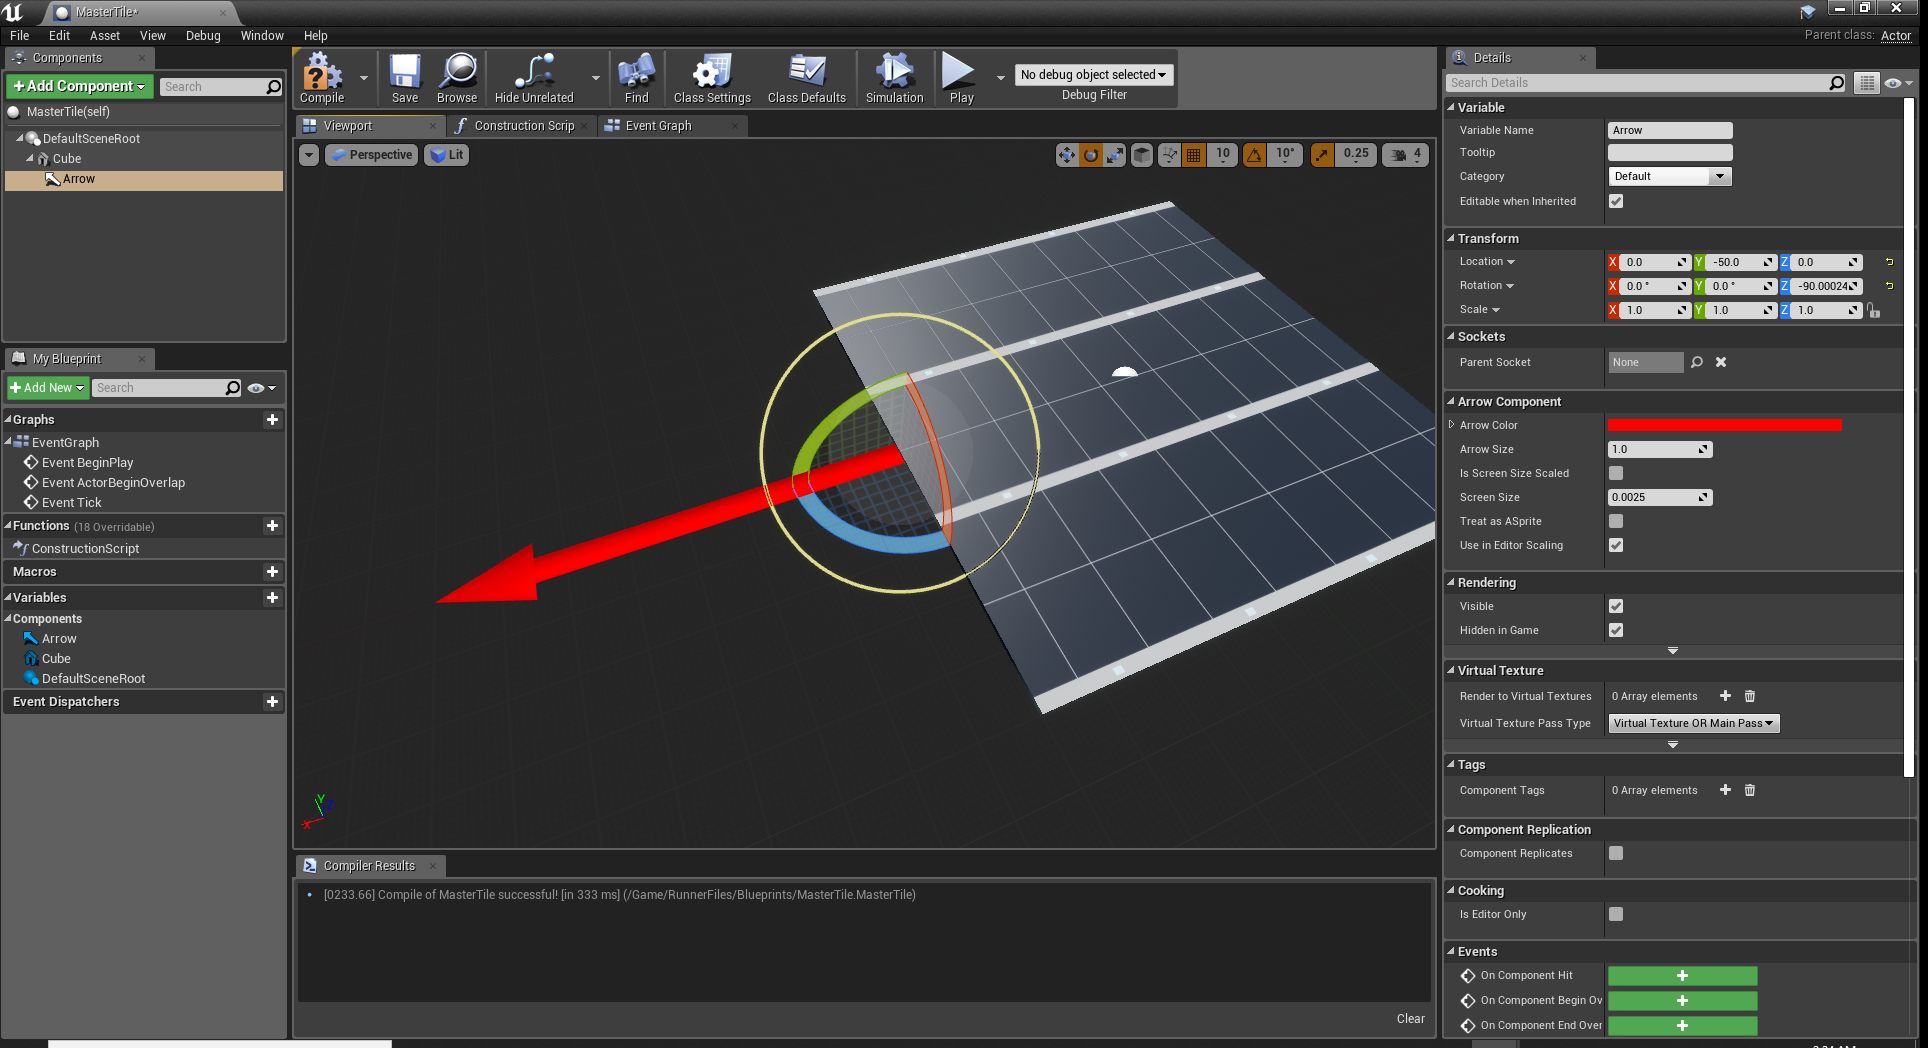 MasterTile*
File Edit Asset View Debug Window Help
Parent class: Actor
Components
+Add Component
Search
MasterTile(self)
DefaultSceneRoot
Cube
Arrow
My Blueprint
+Add New
Search
Graphs
EventGraph
Event BeginPlay
Event ActorBeginOverlap
Event Tick
Functions (18 Overridable)
ConstructionScript
Macros
Variables
Components
Arrow
Cube
DefaultSceneRoot
Event Dispatchers
Compile
Save
Browse
Hide Unrelated
Find
Class Settings
Class Defaults
Simulation
Play
No debug object selected
Debug Filter
Viewport
Construction Scrip
Event Graph
Perspective
Lit
10
10°
0.25
4
Y
Z
X
Compiler Results
[0233.66] Compile of MasterTile successful! [in 333 ms] (/Game/RunnerFiles/Blueprints/MasterTile.MasterTile)
Clear
Details
Search Details
Variable
Variable Name Arrow
Tooltip
Category Default
Editable when Inherited
Transform
Location X 0.0 Y -50.0 Z 0.0
Rotation X 0.0 ° Y 0.0 ° Z -90.00024
Scale X 1.0 Y 1.0 Z 1.0
Sockets
Parent Socket None
Arrow Component
Arrow Color
Arrow Size 1.0
Is Screen Size Scaled
Screen Size 0.0025
Treat as ASprite
Use in Editor Scaling
Rendering
Visible
Hidden in Game
Virtual Texture
Render to Virtual Textures 0 Array elements
Virtual Texture Pass Type Virtual Texture OR Main Pass
Tags
Component Tags 0 Array elements
Component Replication
Component Replicates
Cooking
Is Editor Only
Events
On Component Hit
On Component Begin Ov
On Component End Over